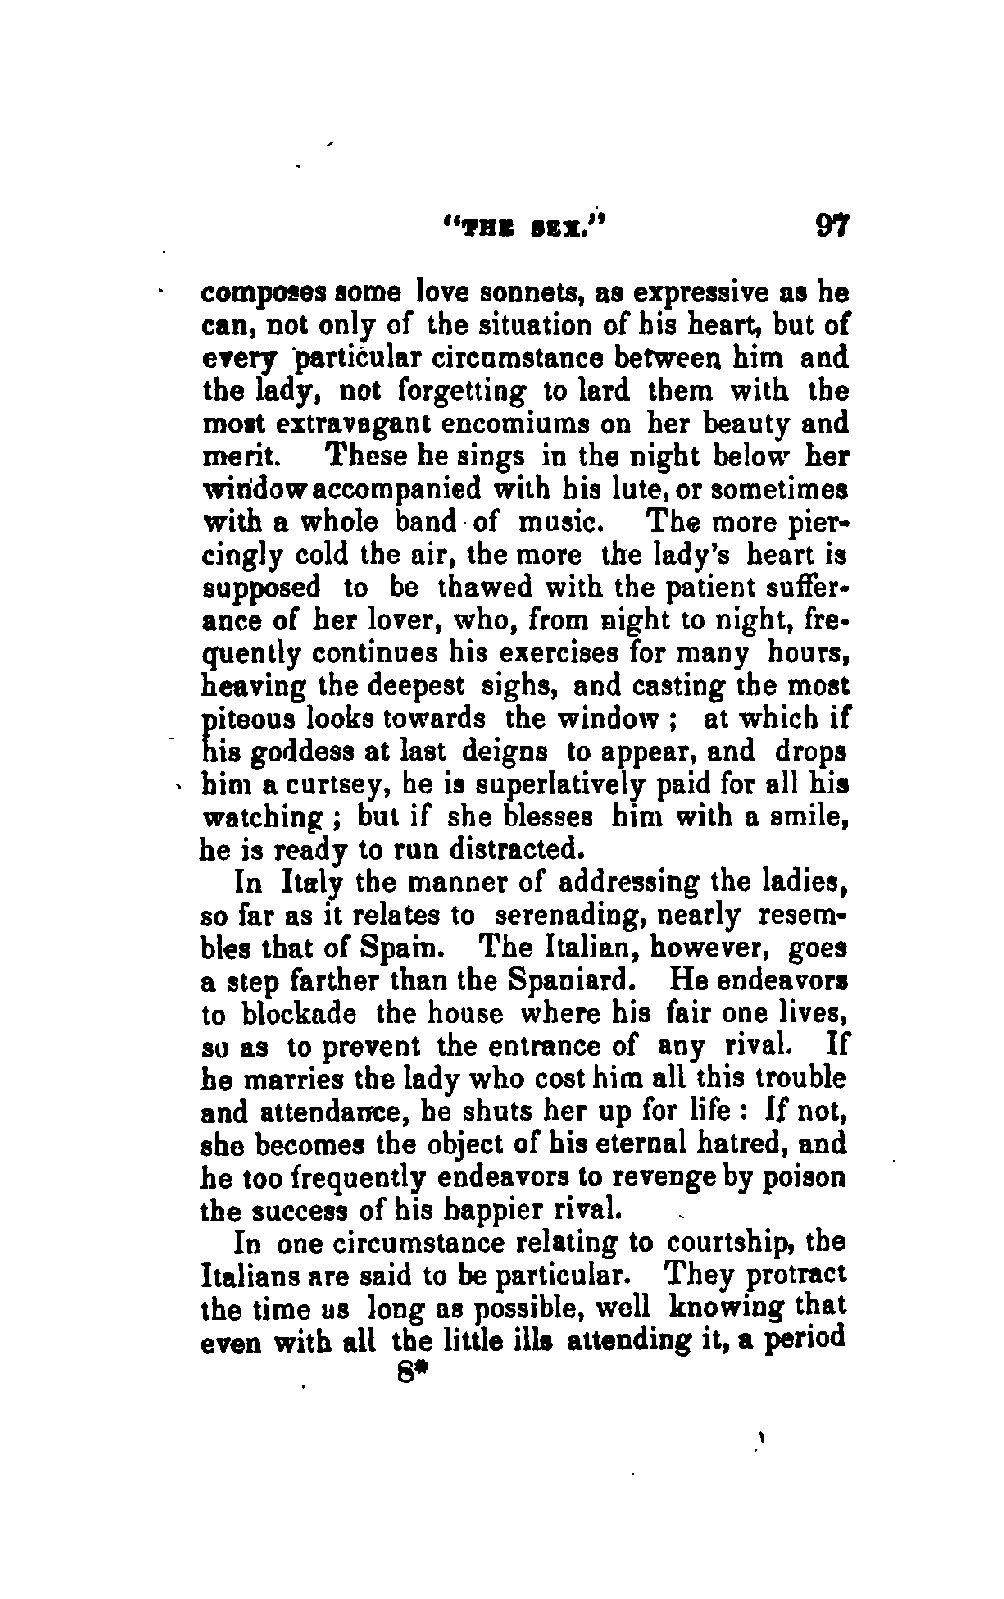 "THE SEX." 97
composes some love sonnets, as expressive as he
can, not only of the situation of his heart, but of
every particular circumstance between him and
the lady, not forgetting to lard them with the
most extravagant encomiums on her beauty and
merit. These he sings in the night below her
window accompanied with his lute, or sometimes
with a whole band of music. The more pier-
cingly cold the air, the more the lady's heart is
supposed to be thawed with the patient suffer-
ance of her lover, who, from night to night, fre-
quently continues his exercises for many hours,
heaving the deepest sighs, and casting the most
piteous looks towards the window ; at which if
his goddess at last deigns to appear, and drops
him a curtsey, he is superlatively paid for all his
watching ; but if she blesses him with a smile,
he is ready to run distracted.
In Italy the manner of addressing the ladies,
so far as it relates to serenading, nearly resem-
bles that of Spain. The Italian, however, goes
a step farther than the Spaniard. He endeavors
to blockade the house where his fair one lives,
so as to prevent the entrance of any rival. If
he marries the lady who cost him all this trouble
and attendance, he shuts her up for life : If not,
she becomes the object of his eternal hatred, and
he too frequently endeavors to revenge by poison
the success of his happier rival.
In one circumstance relating to courtship, the
Italians are said to be particular. They protract
the time as long as possible, well knowing that
even with all the little ills attending it, a period
8*